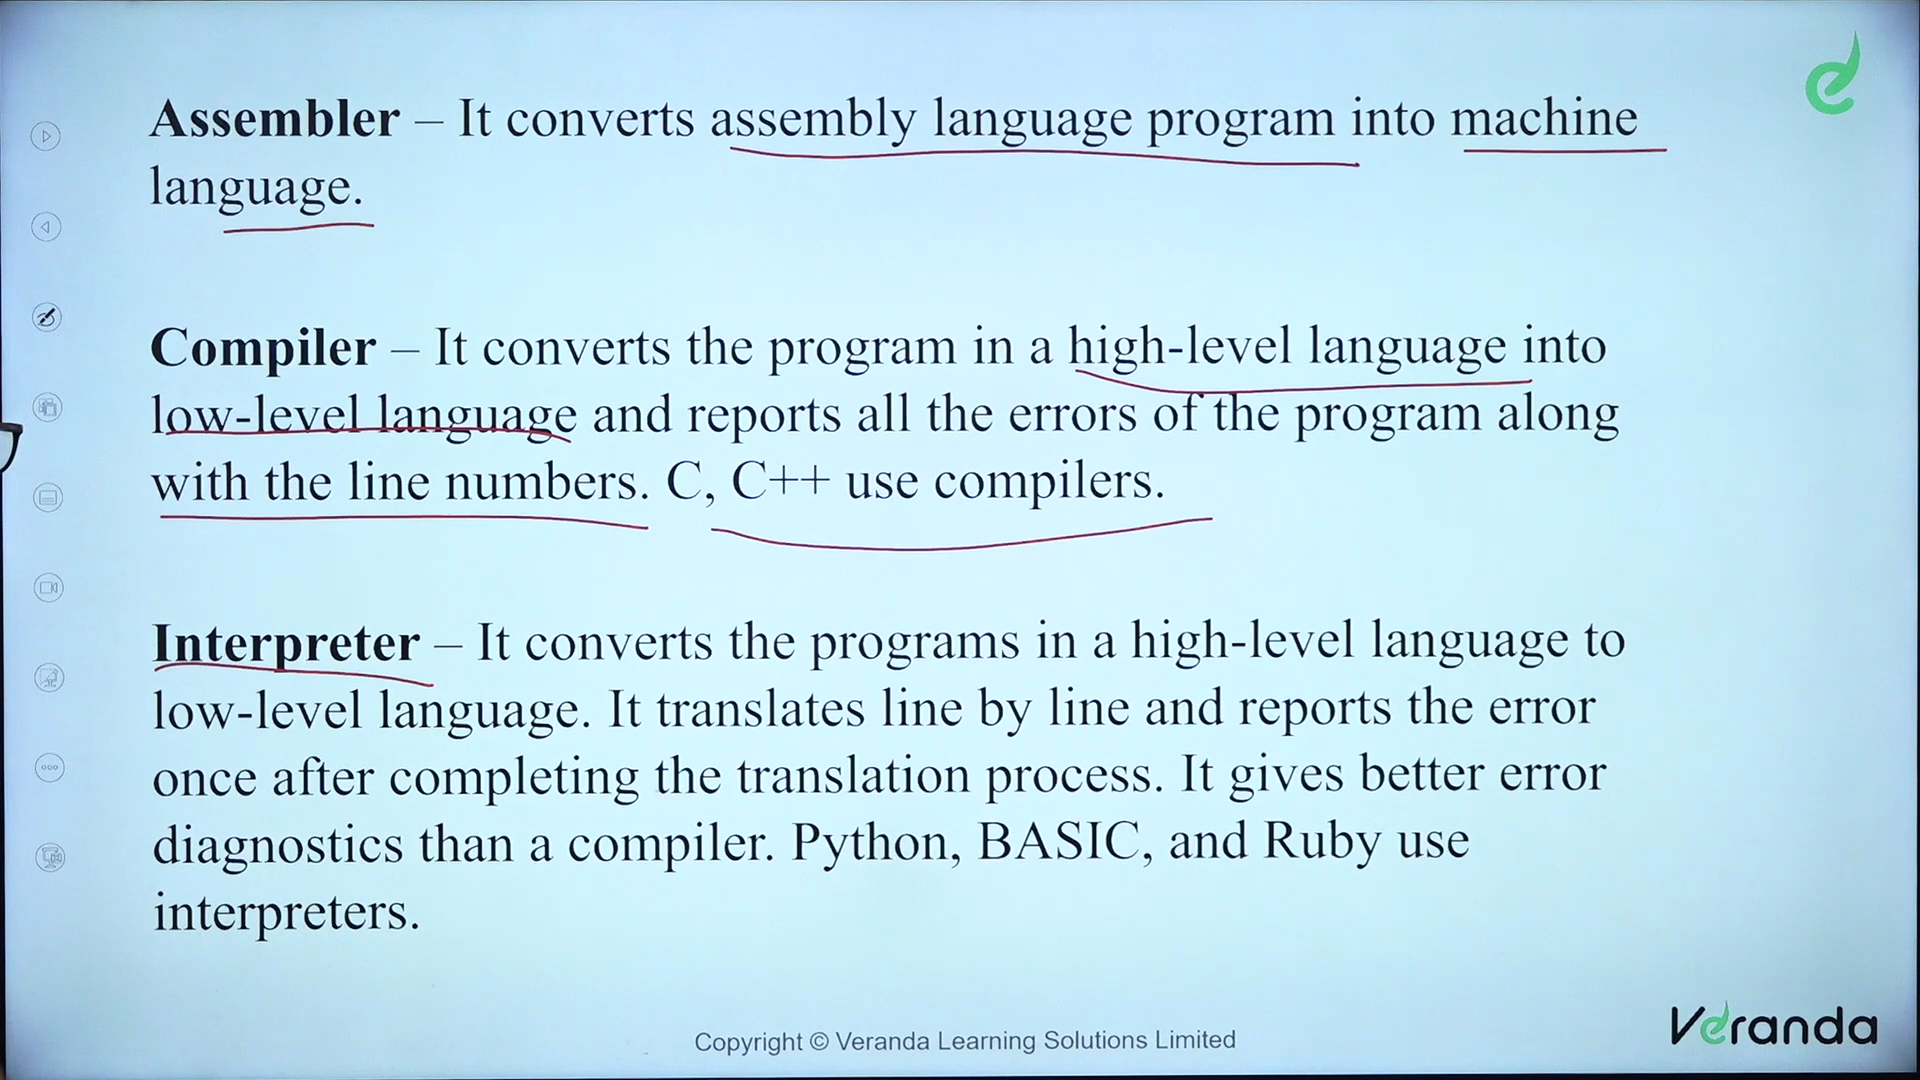 Assembler – It converts assembly language program into machine
language.
Compiler – It converts the program in a high-level language into
low-level language and reports all the errors of the program along
with the line numbers. C, C++ use compilers.
Interpreter – It converts the programs in a high-level language to
low-level language. It translates line by line and reports the error
once after completing the translation process. It gives better error
diagnostics than a compiler. Python, BASIC, and Ruby use
interpreters.
Copyright © Veranda Learning Solutions Limited
Veranda